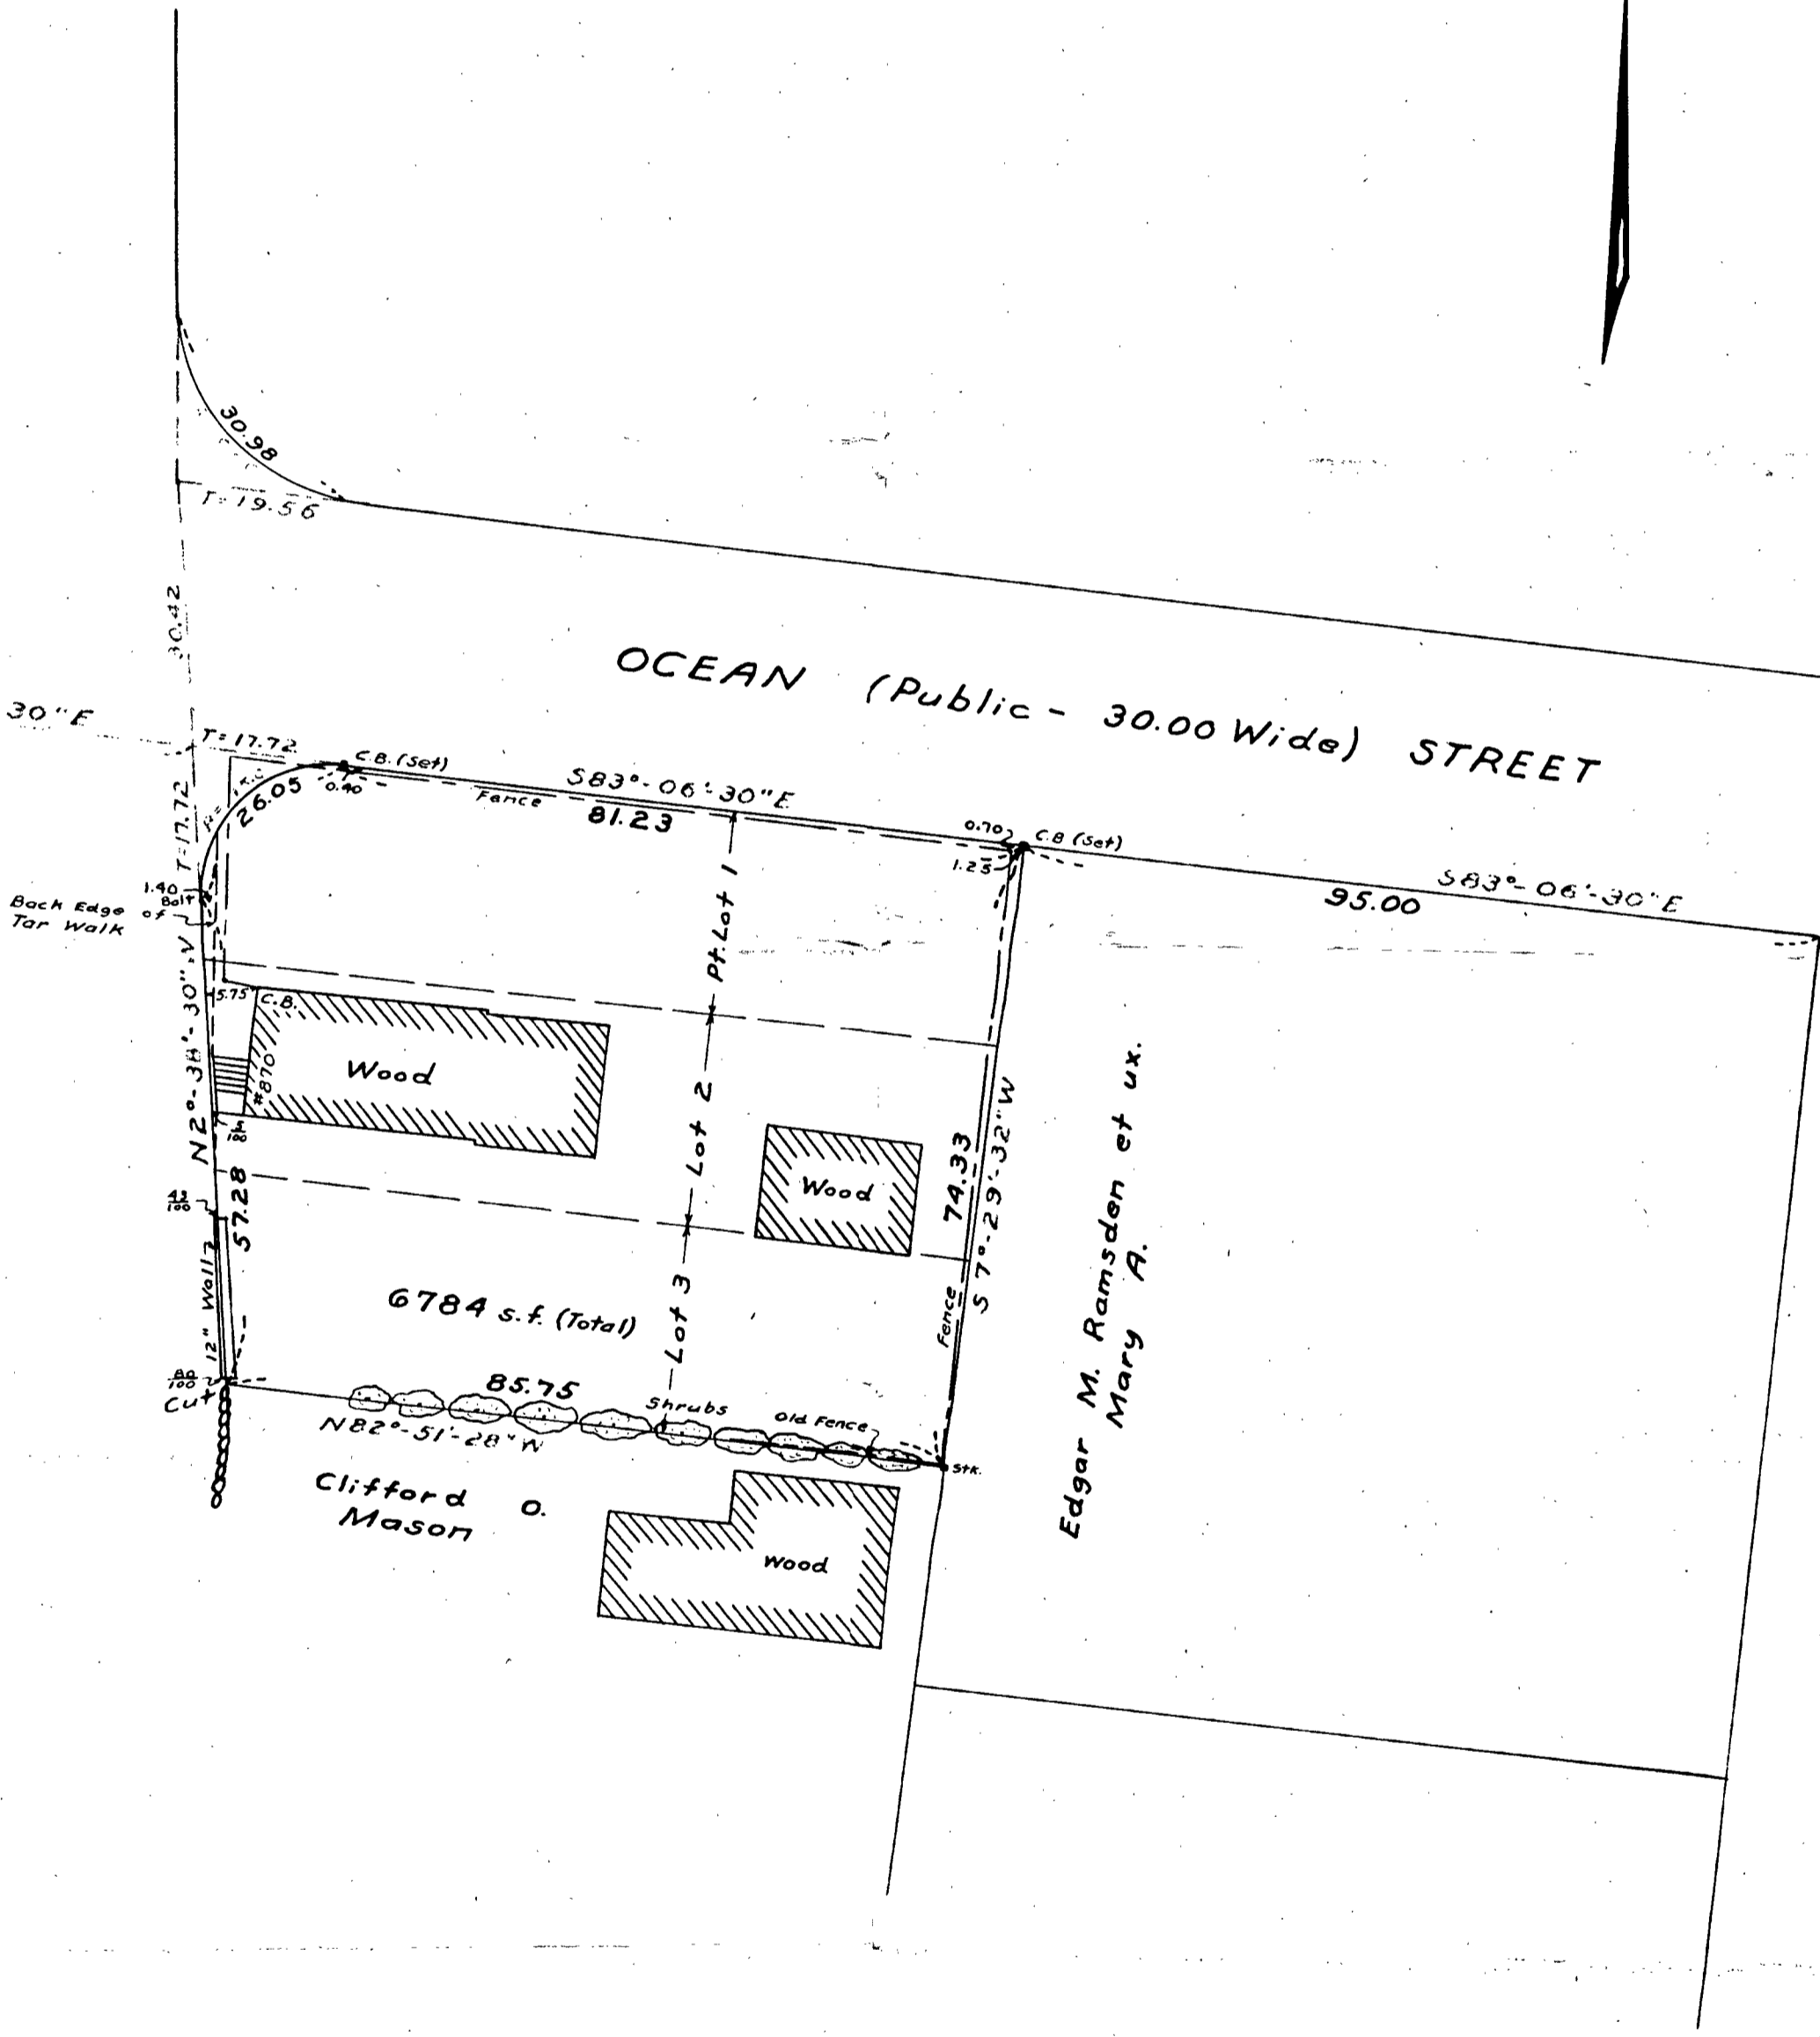 30.98
T=19.56
30.42
OCEAN (Public - 30.00 Wide) STREET
30"E
T=17.72
C.B. (Set)
S83°-06'-30"E
26.05
0.40
Fence
81.23
T=17.72
0.70
C.B (Set)
1.25
S83°-06'-30"E
95.00
1.40
Bolt
Back Edge of
Tar Walk
Pt. Lot 1
5.75
C.B.
Wood
#870
N2°-38'-30"W
57.28
Lot 2
Wood
74.33
S7°-29'-32"W
Edgar M. Ramsden et ux.
Mary A.
12" Wall
6784 s.f. (Total)
Lot 3
Fence
80
100
Cut
85.75
Shrubs
Old Fence
N82°-51'-28"W
Stk.
Clifford O.
Mason
Wood